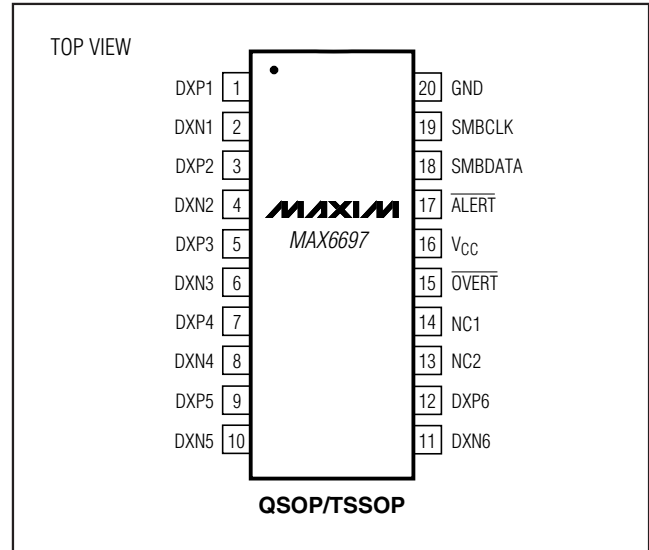 TOP VIEW
DXP1 1
DXN1 2
DXP2 3
DXN2 4
DXP3 5
DXN3 6
DXP4 7
DXN4 8
DXP5 9
DXN5 10
MAXIM
MAX6697
20 GND
19 SMBCLK
18 SMBDATA
17 ALERT
16 VCC
15 OVERT
14 NC1
13 NC2
12 DXP6
11 DXN6
QSOP/TSSOP